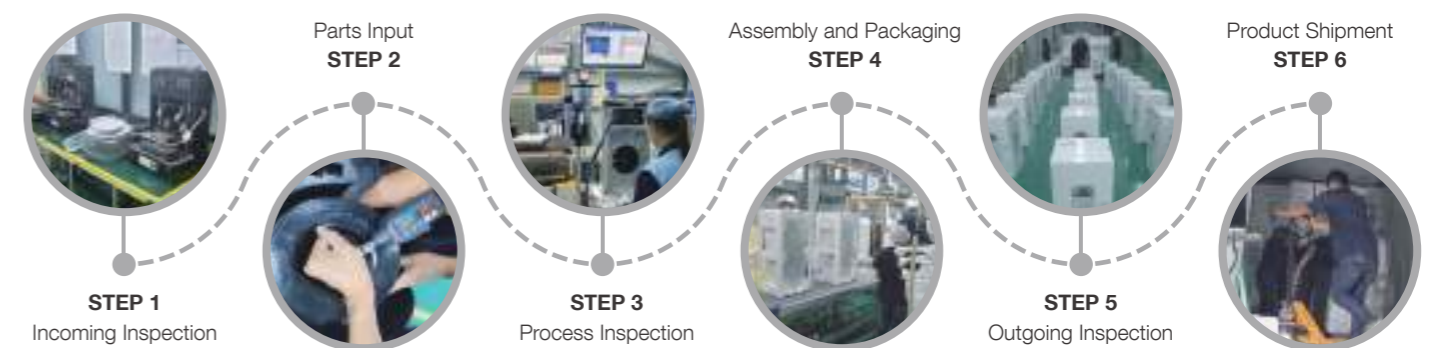 STEP 1
Incoming Inspection
Parts Input
STEP 2
STEP 3
Process Inspection
Assembly and Packaging
STEP 4
STEP 5
Outgoing Inspection
Product Shipment
STEP 6